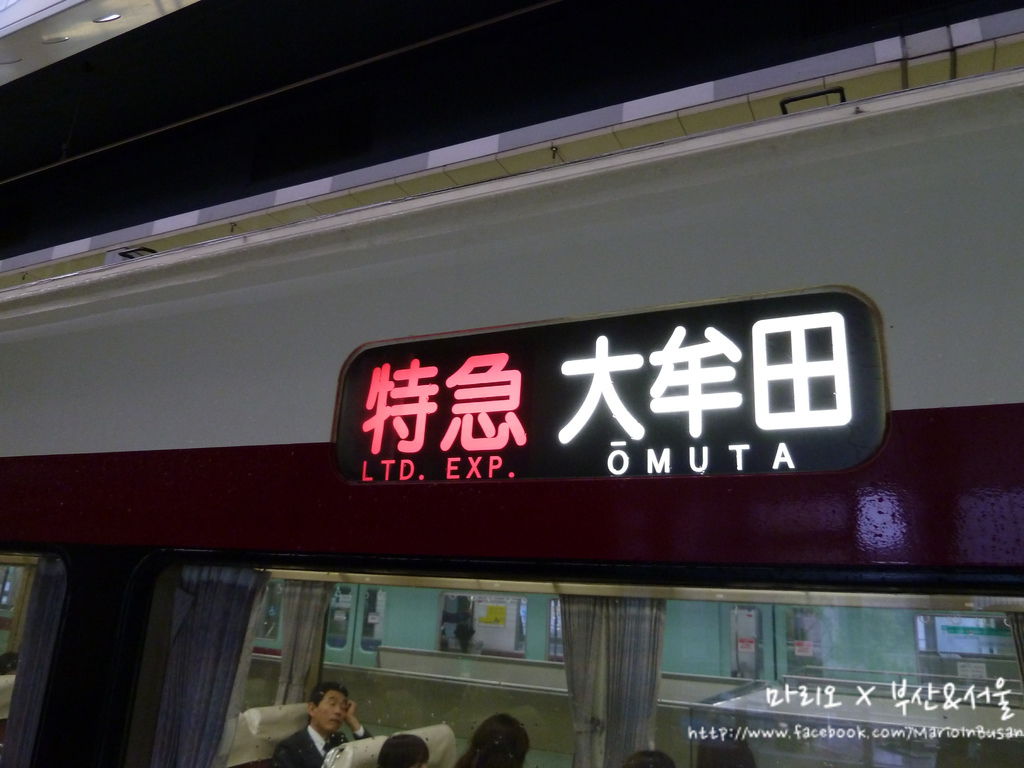 特急 大牟田
LTD. EXP. ŌMUTA
마리오 X 부산&서울
http://www.facebook.com/MarioInBusan